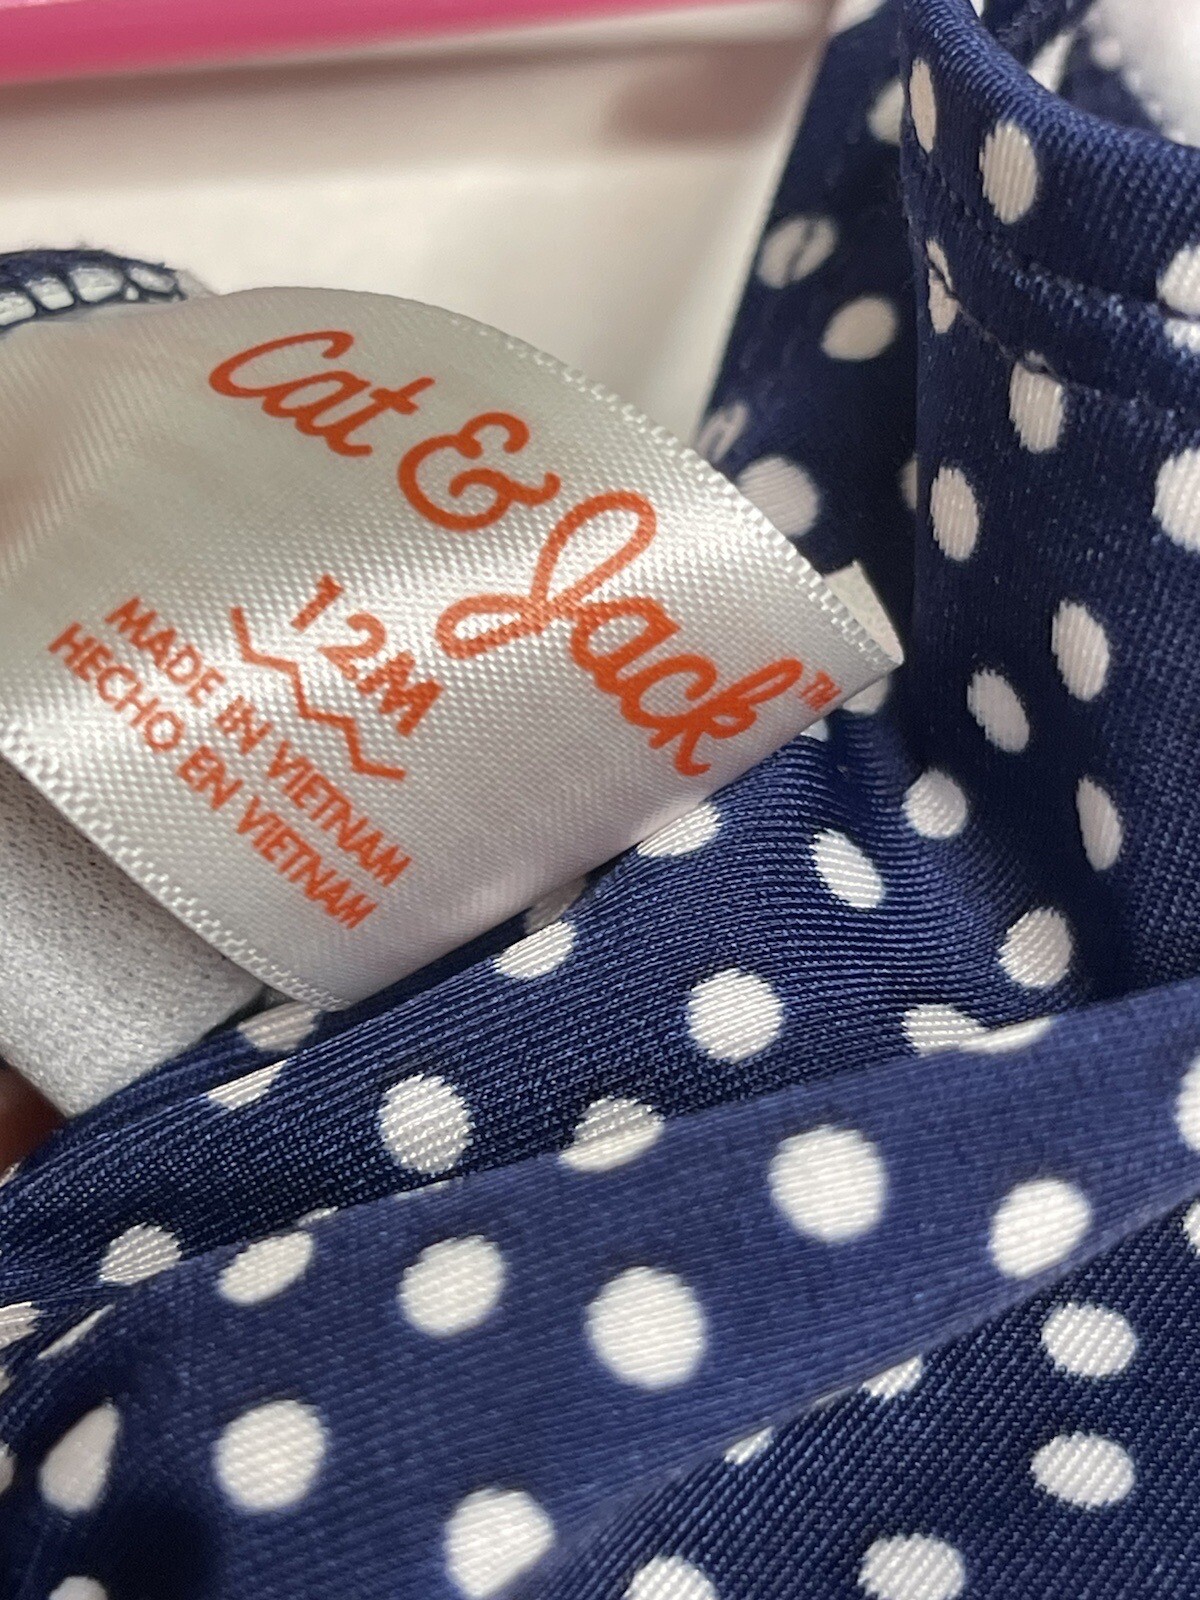 Cat & Jack™
12M
MADE IN VIETNAM
HECHO EN VIETNAM